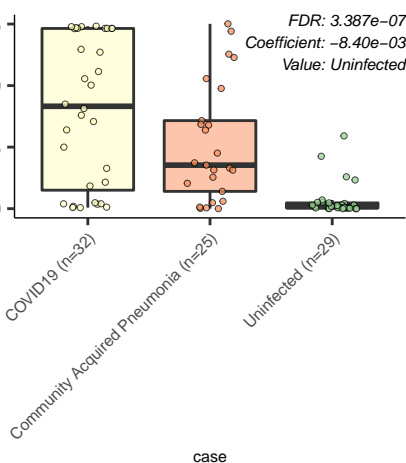 FDR: 3.387e−07
Coefficient: −8.40e−03
Value: Uninfected
COVID19 (n=32)
Community Acquired Pneumonia (n=25)
Uninfected (n=29)
case